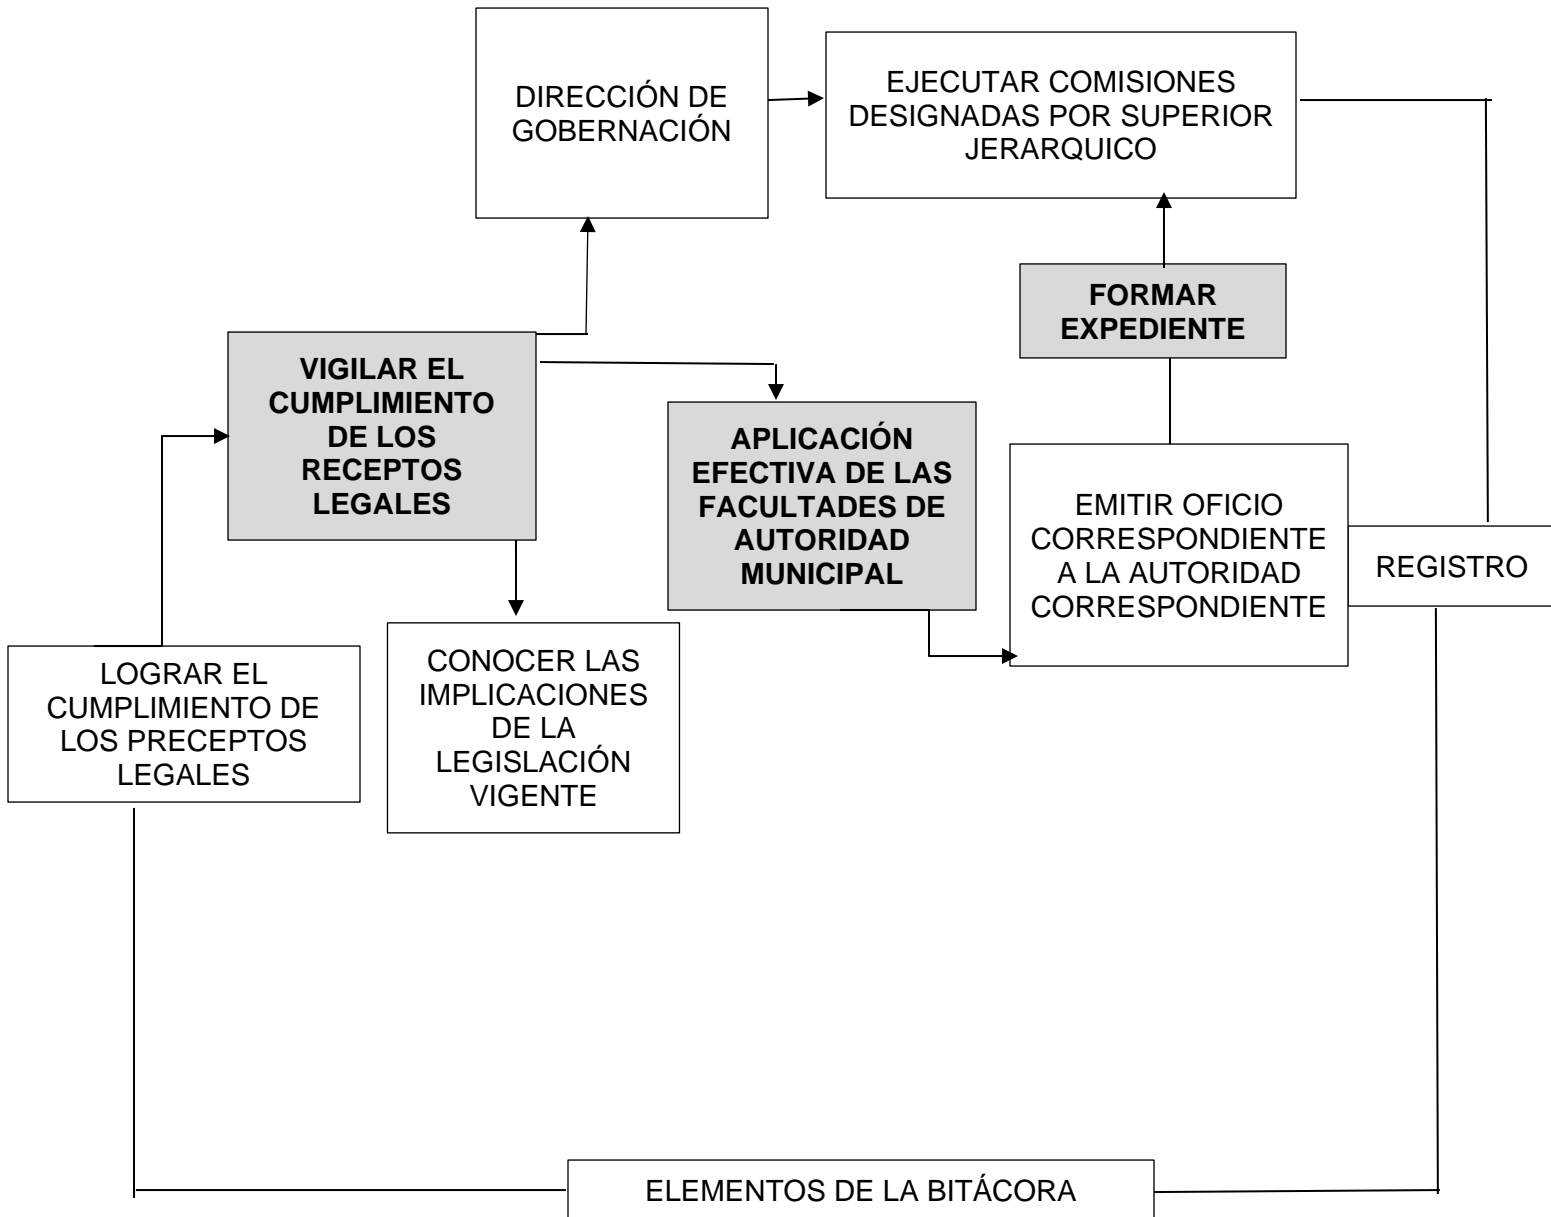 DIRECCIÓN DE
GOBERNACIÓN
EJECUTAR COMISIONES
DESIGNADAS POR SUPERIOR
JERARQUICO
FORMAR
EXPEDIENTE
VIGILAR EL
CUMPLIMIENTO
DE LOS
RECEPTOS
LEGALES
APLICACIÓN
EFECTIVA DE LAS
FACULTADES DE
AUTORIDAD
MUNICIPAL
EMITIR OFICIO
CORRESPONDIENTE
A LA AUTORIDAD
CORRESPONDIENTE
REGISTRO
LOGRAR EL
CUMPLIMIENTO DE
LOS PRECEPTOS
LEGALES
CONOCER LAS
IMPLICACIONES
DE LA
LEGISLACIÓN
VIGENTE
ELEMENTOS DE LA BITÁCORA